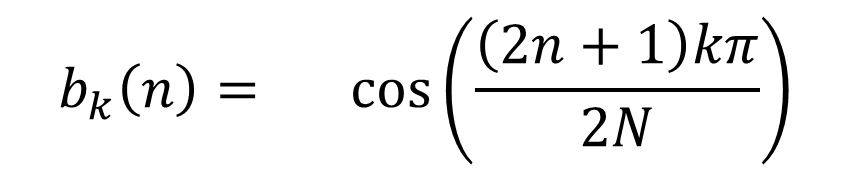 b_k(n) = cos((2n + 1)kπ / 2N)